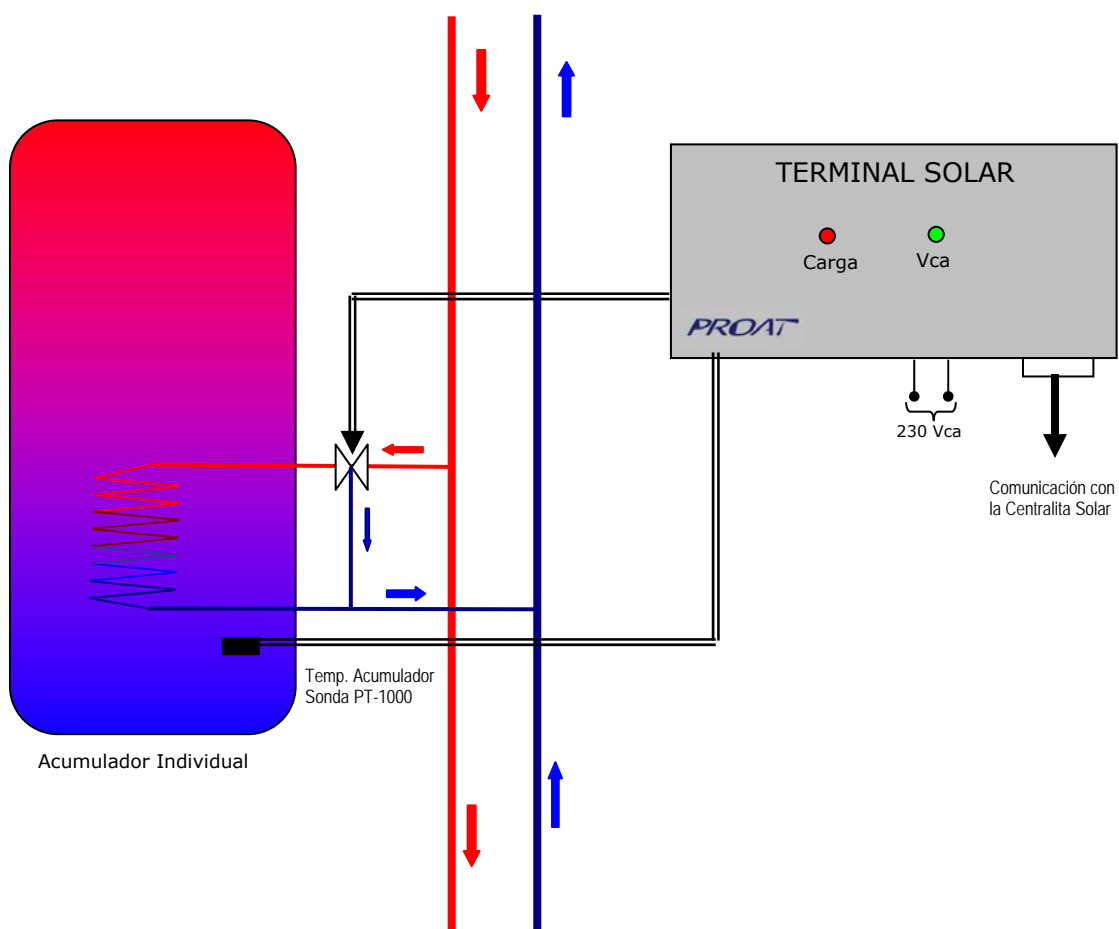 TERMINAL SOLAR
Carga
Vca
PROAT
230 Vca
Comunicación con
la Centralita Solar
Temp. Acumulador
Sonda PT-1000
Acumulador Individual